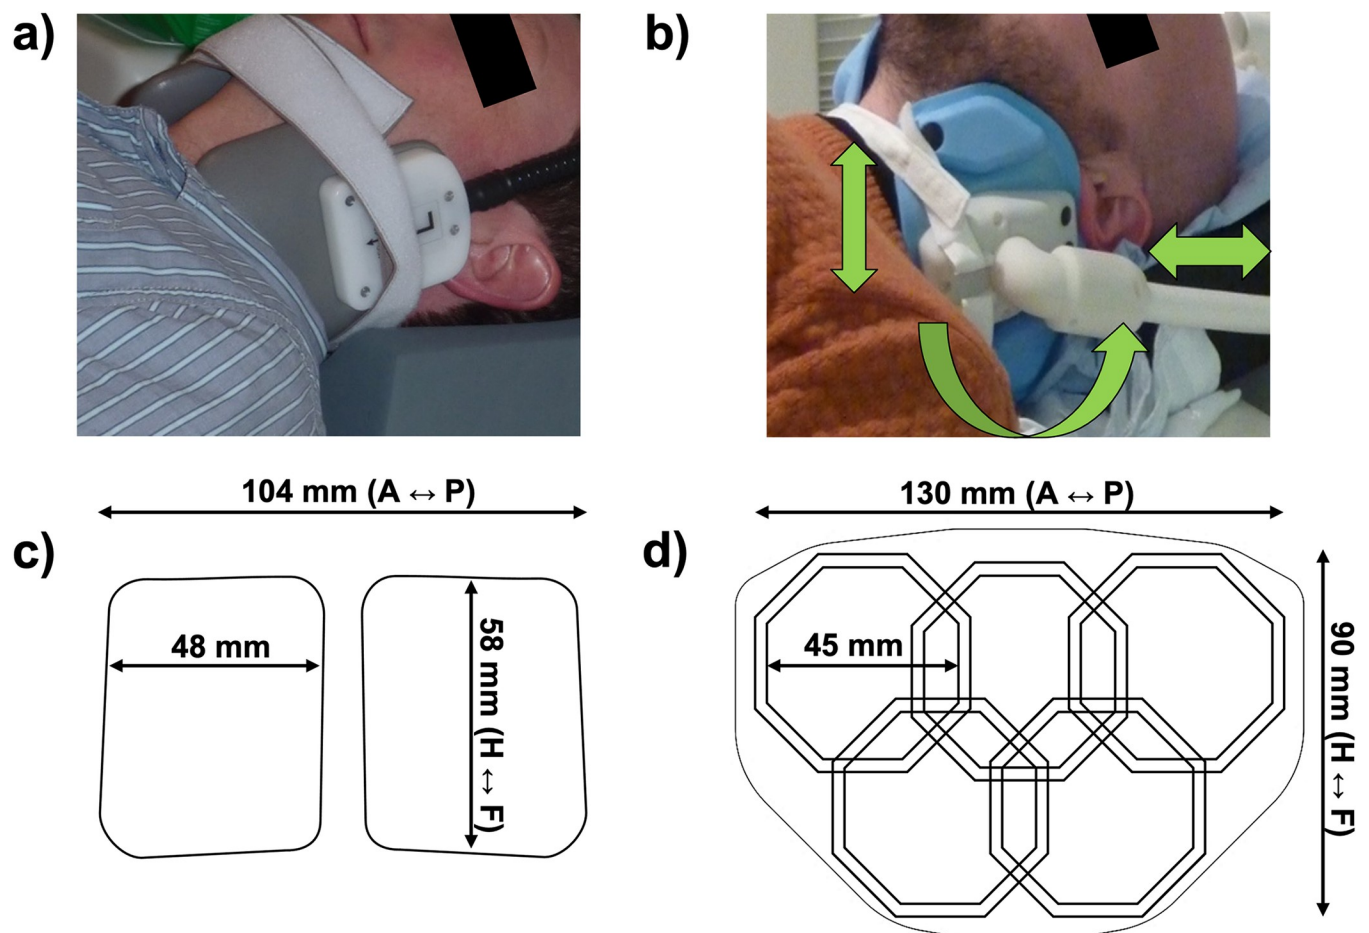 a)
b)
L
104 mm (A ↔ P)
130 mm (A ↔ P)
c)
d)
48 mm
58 mm (H ↔ F)
45 mm
90 mm (H ↔ F)